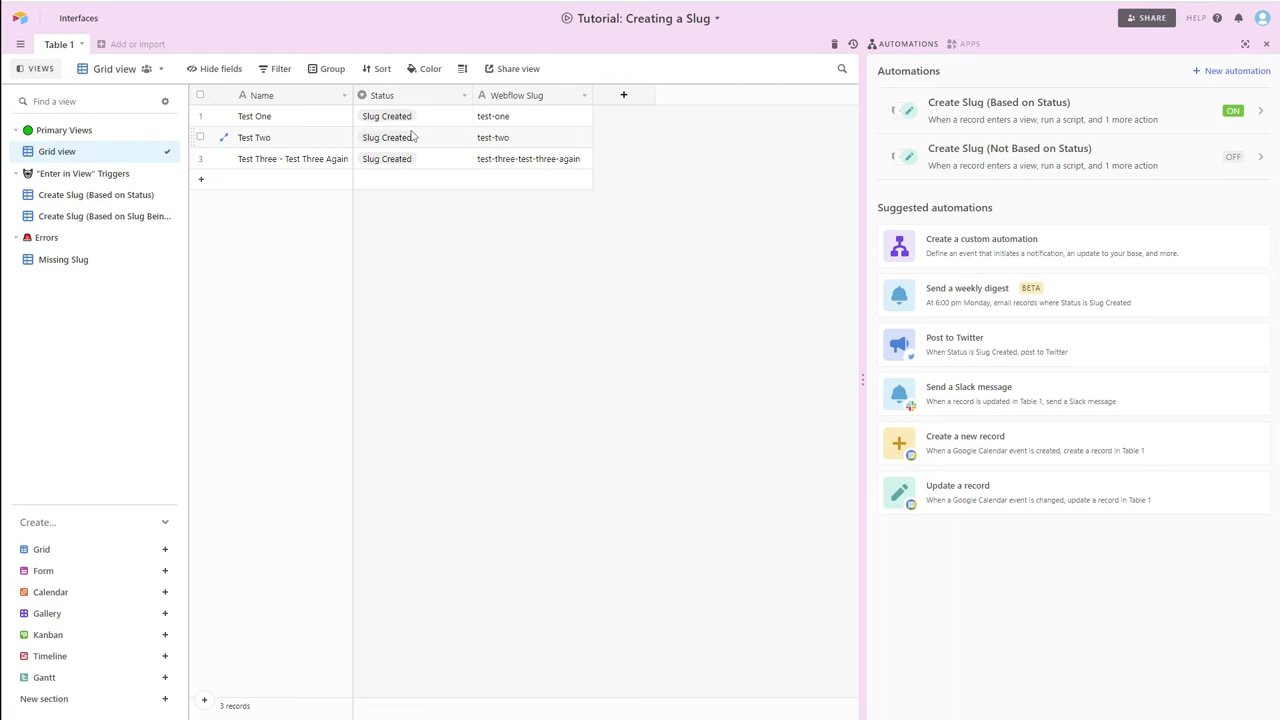 Interfaces
Tutorial: Creating a Slug
SHARE
HELP
Table 1
Add or import
AUTOMATIONS
APPS
VIEWS
Grid view
Hide fields
Filter
Group
Sort
Color
Share view
Automations
New automation
Find a view
Primary Views
Grid view
"Enter in View" Triggers
Create Slug (Based on Status)
Create Slug (Based on Slug Bein...
Errors
Missing Slug
Create...
Grid
Form
Calendar
Gallery
Kanban
Timeline
Gantt
New section
Name Status Webflow Slug
1 Test One Slug Created test-one
Test Two Slug Created test-two
3 Test Three - Test Three Again Slug Created test-three-test-three-again
3 records
Create Slug (Based on Status)
When a record enters a view, run a script, and 1 more action
ON
Create Slug (Not Based on Status)
When a record enters a view, run a script, and 1 more action
OFF
Suggested automations
Create a custom automation
Define an event that initiates a notification, an update to your base, and more.
Send a weekly digest BETA
At 6:00 pm Monday, email records where Status is Slug Created
Post to Twitter
When Status is Slug Created, post to Twitter
Send a Slack message
When a record is updated in Table 1, send a Slack message
Create a new record
When a Google Calendar event is created, create a record in Table 1
Update a record
When a Google Calendar event is changed, update a record in Table 1